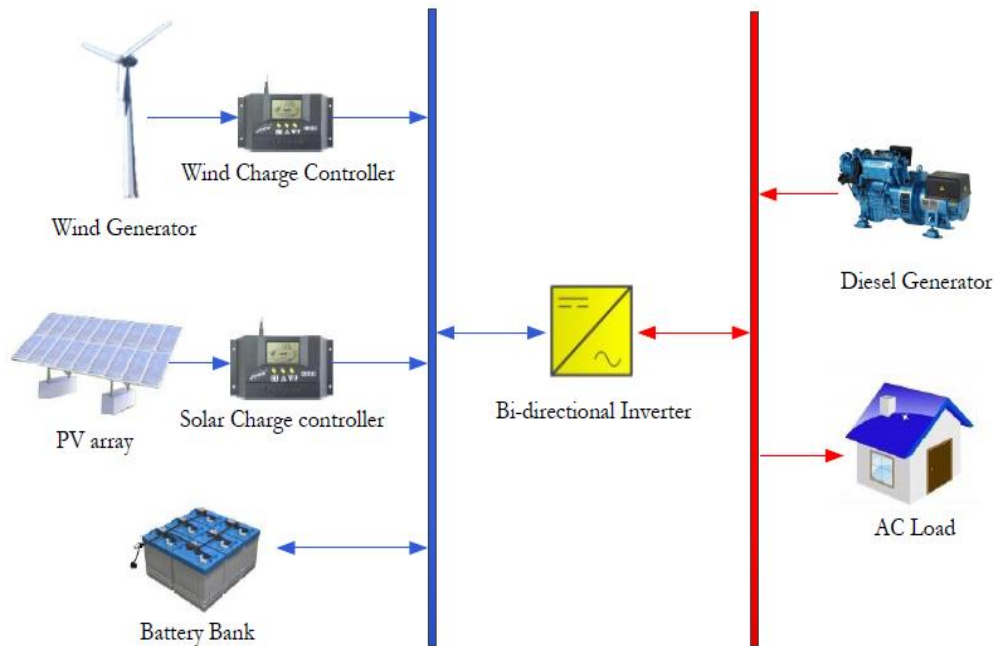 Wind Charge Controller
Wind Generator
Diesel Generator
Solar Charge controller
Bi-directional Inverter
PV array
AC Load
Battery Bank